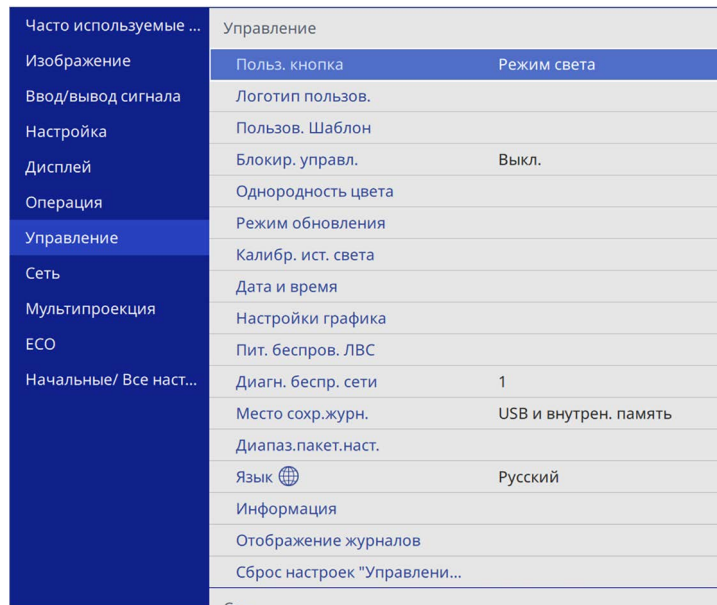 Часто используемые ...
Изображение
Ввод/вывод сигнала
Настройка
Дисплей
Операция
Управление
Сеть
Мультипроекция
ECO
Начальные/ Все наст...
Управление
Польз. кнопка Режим света
Логотип пользов.
Пользов. Шаблон
Блокир. управл. Выкл.
Однородность цвета
Режим обновления
Калибр. ист. света
Дата и время
Настройки графика
Пит. беспров. ЛВС
Диагн. беспр. сети 1
Место сохр.журн. USB и внутрен. память
Диапаз.пакет.наст.
Язык Русский
Информация
Отображение журналов
Сброс настроек "Управлени...